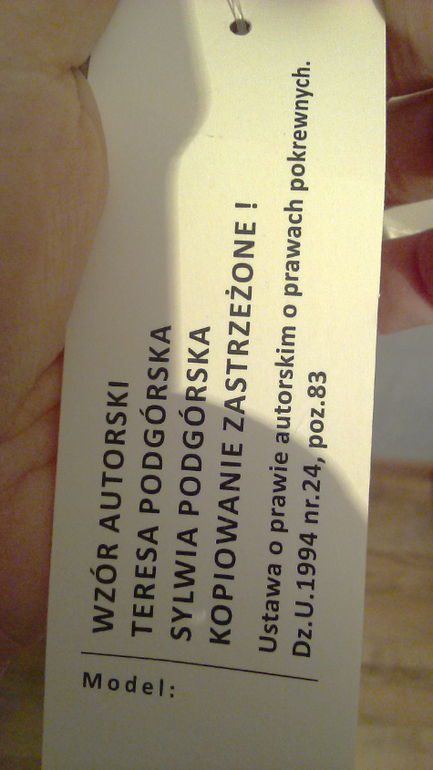 Model:
WZÓR AUTORSKI
TERESA PODGÓRSKA
SYLWIA PODGÓRSKA
KOPIOWANIE ZASTRZEŻONE !
Ustawa o prawie autorskim o prawach pokrewnych.
Dz.U.1994 nr.24, poz.83